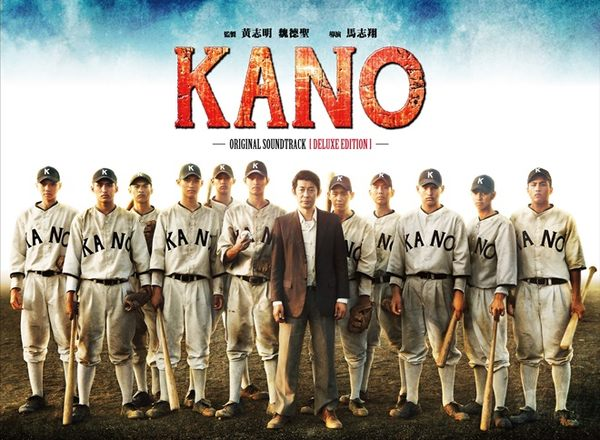 監製 黃志明 魏德聖 導演 馬志翔
KANO
ORIGINAL SOUNDTRACK [DELUXE EDITION]
K K K K K K K K K
KANO KANO KANO KANO